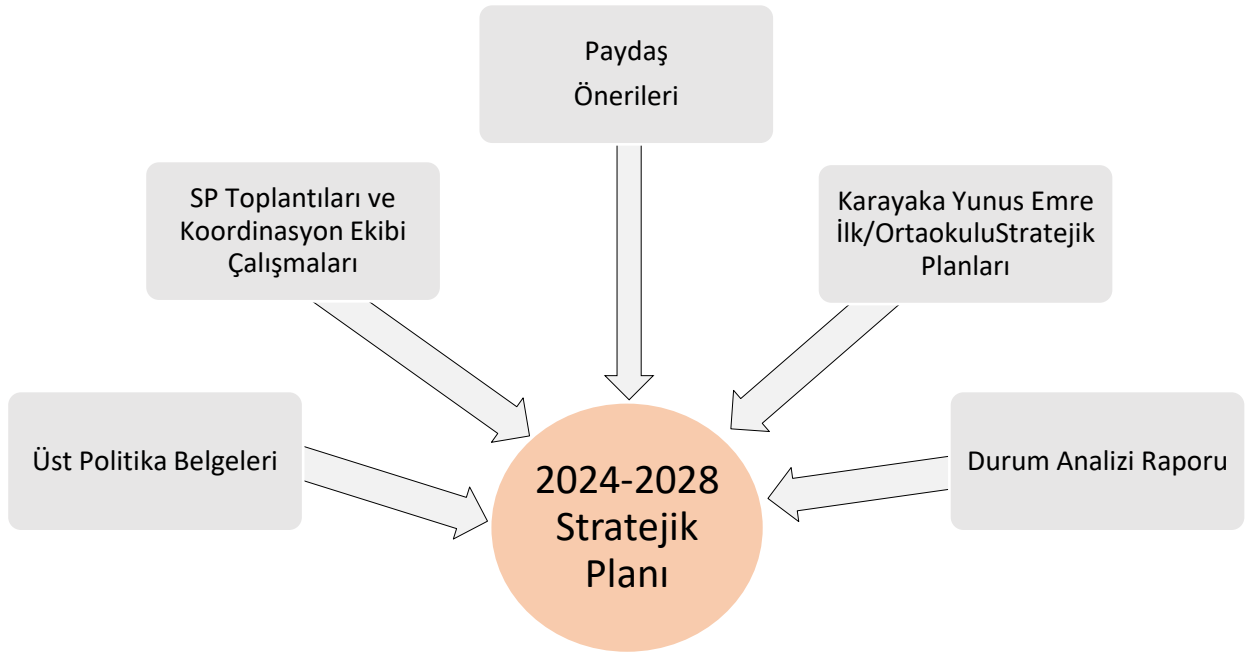 Paydaş
Önerileri
SP Toplantıları ve
Koordinasyon Ekibi
Çalışmaları
Karayaka Yunus Emre
İlk/OrtaokuluStratejik
Planları
Üst Politika Belgeleri
2024-2028
Stratejik
Planı
Durum Analizi Raporu